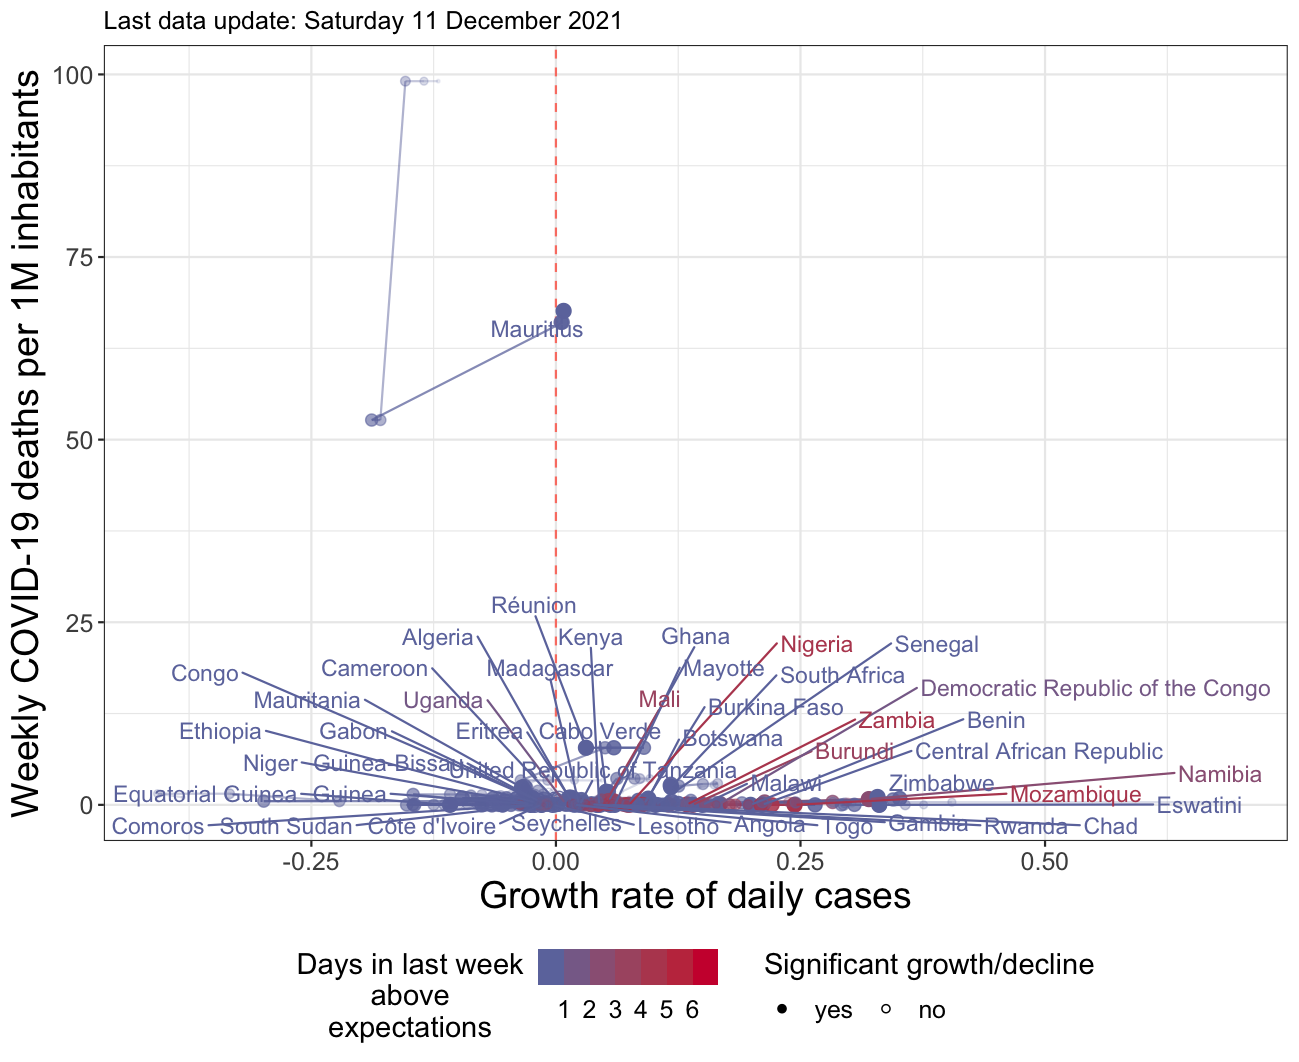 Last data update: Saturday 11 December 2021
Weekly COVID-19 deaths per 1M inhabitants
100
75
50
25
0
Mauritius
Réunion
Algeria
Kenya
Ghana
Nigeria
Senegal
Congo
Cameroon
Madagascar
Mayotte
South Africa
Democratic Republic of the Congo
Mauritania
Uganda
Mali
Burkina Faso
Zambia
Benin
Ethiopia
Gabon
Eritrea
Cabo Verde
Botswana
Burundi
Central African Republic
Niger
Guinea-Bissau
United Republic of Tanzania
Malawi
Zimbabwe
Namibia
Equatorial Guinea
Guinea
Mozambique
Eswatini
Comoros
South Sudan
Côte d'Ivoire
Seychelles
Lesotho
Angola
Togo
Gambia
Rwanda
Chad
-0.25
0.00
0.25
0.50
Growth rate of daily cases
Days in last week
above
expectations
1 2 3 4 5 6
Significant growth/decline
yes
no